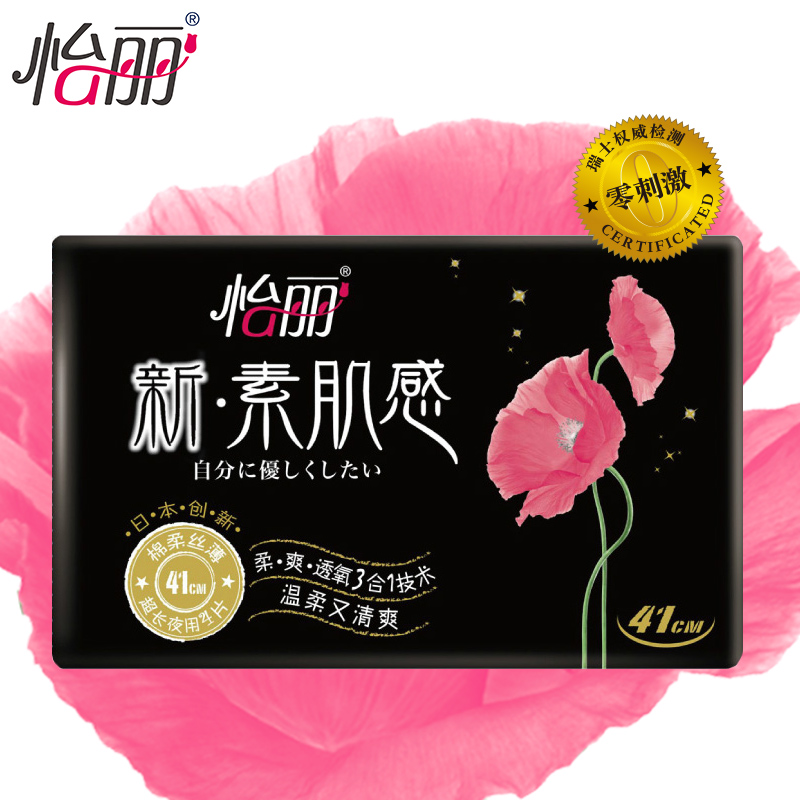 怡丽®
瑞士权威检测
零刺激
CERTIFICATED
怡丽®
新·素肌感
自分に優しくしたい
·日·本·创·新·
棉柔丝薄
41CM
超长夜用4片
柔·爽·透氧3合1技术
温柔又清爽
41CM